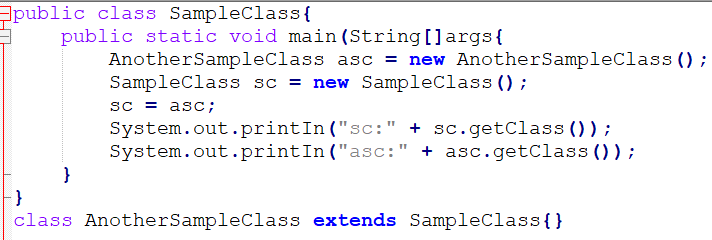 public class SampleClass{
public static void main(String[]args{
AnotherSampleClass asc = new AnotherSampleClass();
SampleClass sc = new SampleClass();
sc = asc;
System.out.printIn("sc:" + sc.getClass());
System.out.printIn("asc:" + asc.getClass());
}
}
class AnotherSampleClass extends SampleClass{}